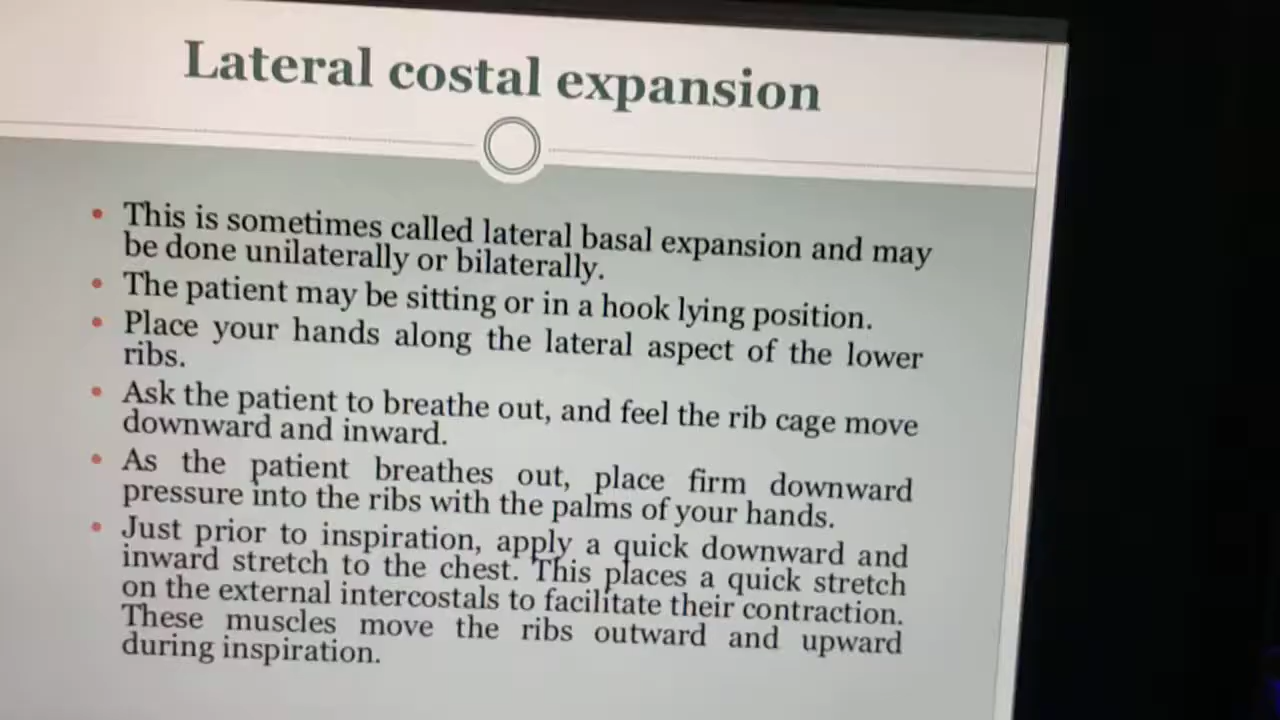 Lateral costal expansion
• This is sometimes called lateral basal expansion and may
be done unilaterally or bilaterally.
• The patient may be sitting or in a hook lying position.
• Place your hands along the lateral aspect of the lower
ribs.
• Ask the patient to breathe out, and feel the rib cage move
downward and inward.
• As the patient breathes out, place firm downward
pressure into the ribs with the palms of your hands.
• Just prior to inspiration, apply a quick downward and
inward stretch to the chest. This places a quick stretch
on the external intercostals to facilitate their contraction.
These muscles move the ribs outward and upward
during inspiration.